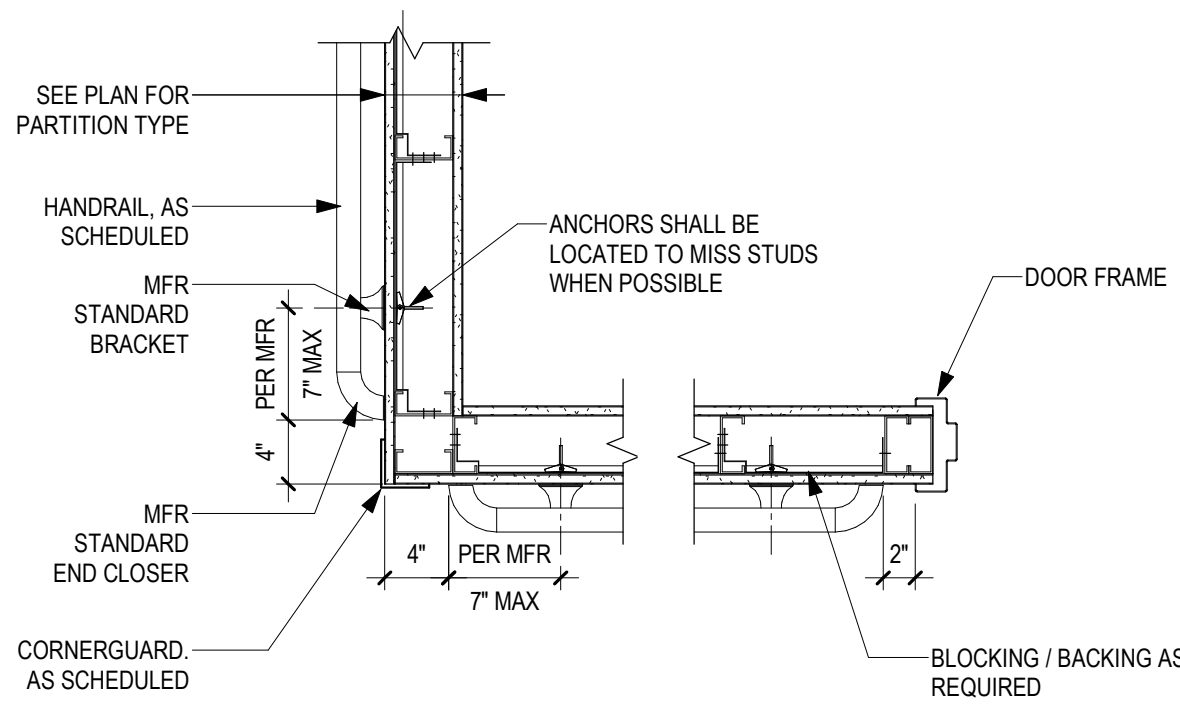 SEE PLAN FOR
PARTITION TYPE
HANDRAIL, AS
SCHEDULED
MFR
STANDARD
BRACKET
PER MFR
7" MAX
4"
MFR
STANDARD
END CLOSER
CORNERGUARD.
AS SCHEDULED
ANCHORS SHALL BE
LOCATED TO MISS STUDS
WHEN POSSIBLE
DOOR FRAME
4"
PER MFR
7" MAX
2"
BLOCKING / BACKING AS
REQUIRED